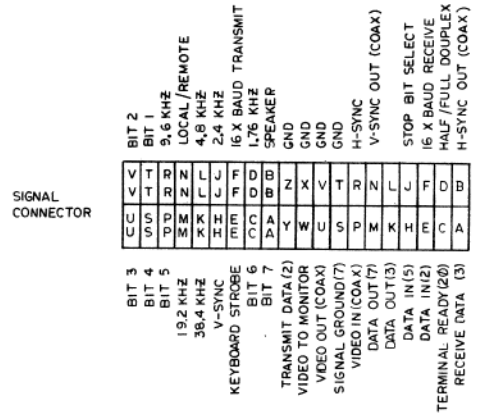 BIT 2
BIT 1
9,6 KHZ
LOCAL/REMOTE
4,8 KHZ
2,4 KHZ
16 X BAUD TRANSMIT
1,76 KHZ
SPEAKER
GND
GND
GND
GND
H-SYNC
V-SYNC OUT (COAX)
STOP BIT SELECT
16 X BAUD RECEIVE
HALF/FULL DOUPLEX
H-SYNC OUT (COAX)
SIGNAL
CONNECTOR
V T R N L J F D B Z X V T R N L J F D B
V T R N L J F D B
U S P M K H E C A Y W U S P M K H E C A
U S P M K H E C A
BIT 3
BIT 4
BIT 5
19,2 KHZ
38,4 KHZ
V-SYNC
KEYBOARD STROBE
BIT 6
BIT 7
TRANSMIT DATA(2)
VIDEO TO MONITOR
VIDEO OUT (COAX)
SIGNAL GROUND(7)
VIDEO IN(COAX)
DATA OUT(7)
DATA OUT(3)
DATA IN(5)
DATA IN(2)
TERMINAL READY(20)
RECEIVE DATA (3)